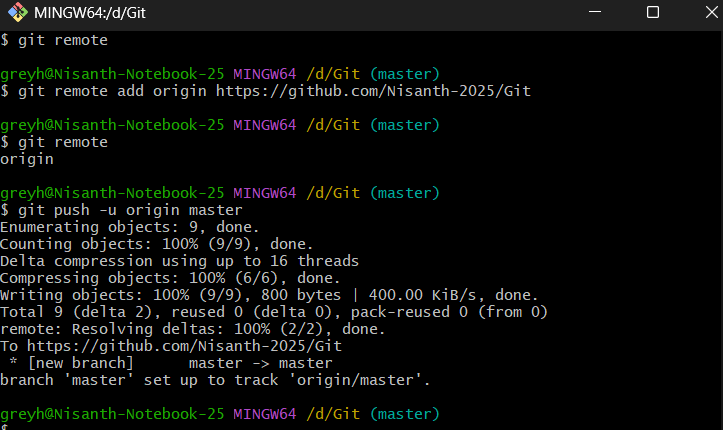 MINGW64:/d/Git
$ git remote
greyh@Nisanth-Notebook-25 MINGW64 /d/Git (master)
$ git remote add origin https://github.com/Nisanth-2025/Git
greyh@Nisanth-Notebook-25 MINGW64 /d/Git (master)
$ git remote
origin
greyh@Nisanth-Notebook-25 MINGW64 /d/Git (master)
$ git push -u origin master
Enumerating objects: 9, done.
Counting objects: 100% (9/9), done.
Delta compression using up to 16 threads
Compressing objects: 100% (6/6), done.
Writing objects: 100% (9/9), 800 bytes | 400.00 KiB/s, done.
Total 9 (delta 2), reused 0 (delta 0), pack-reused 0 (from 0)
remote: Resolving deltas: 100% (2/2), done.
To https://github.com/Nisanth-2025/Git
 * [new branch]      master -> master
branch 'master' set up to track 'origin/master'.
greyh@Nisanth-Notebook-25 MINGW64 /d/Git (master)
$